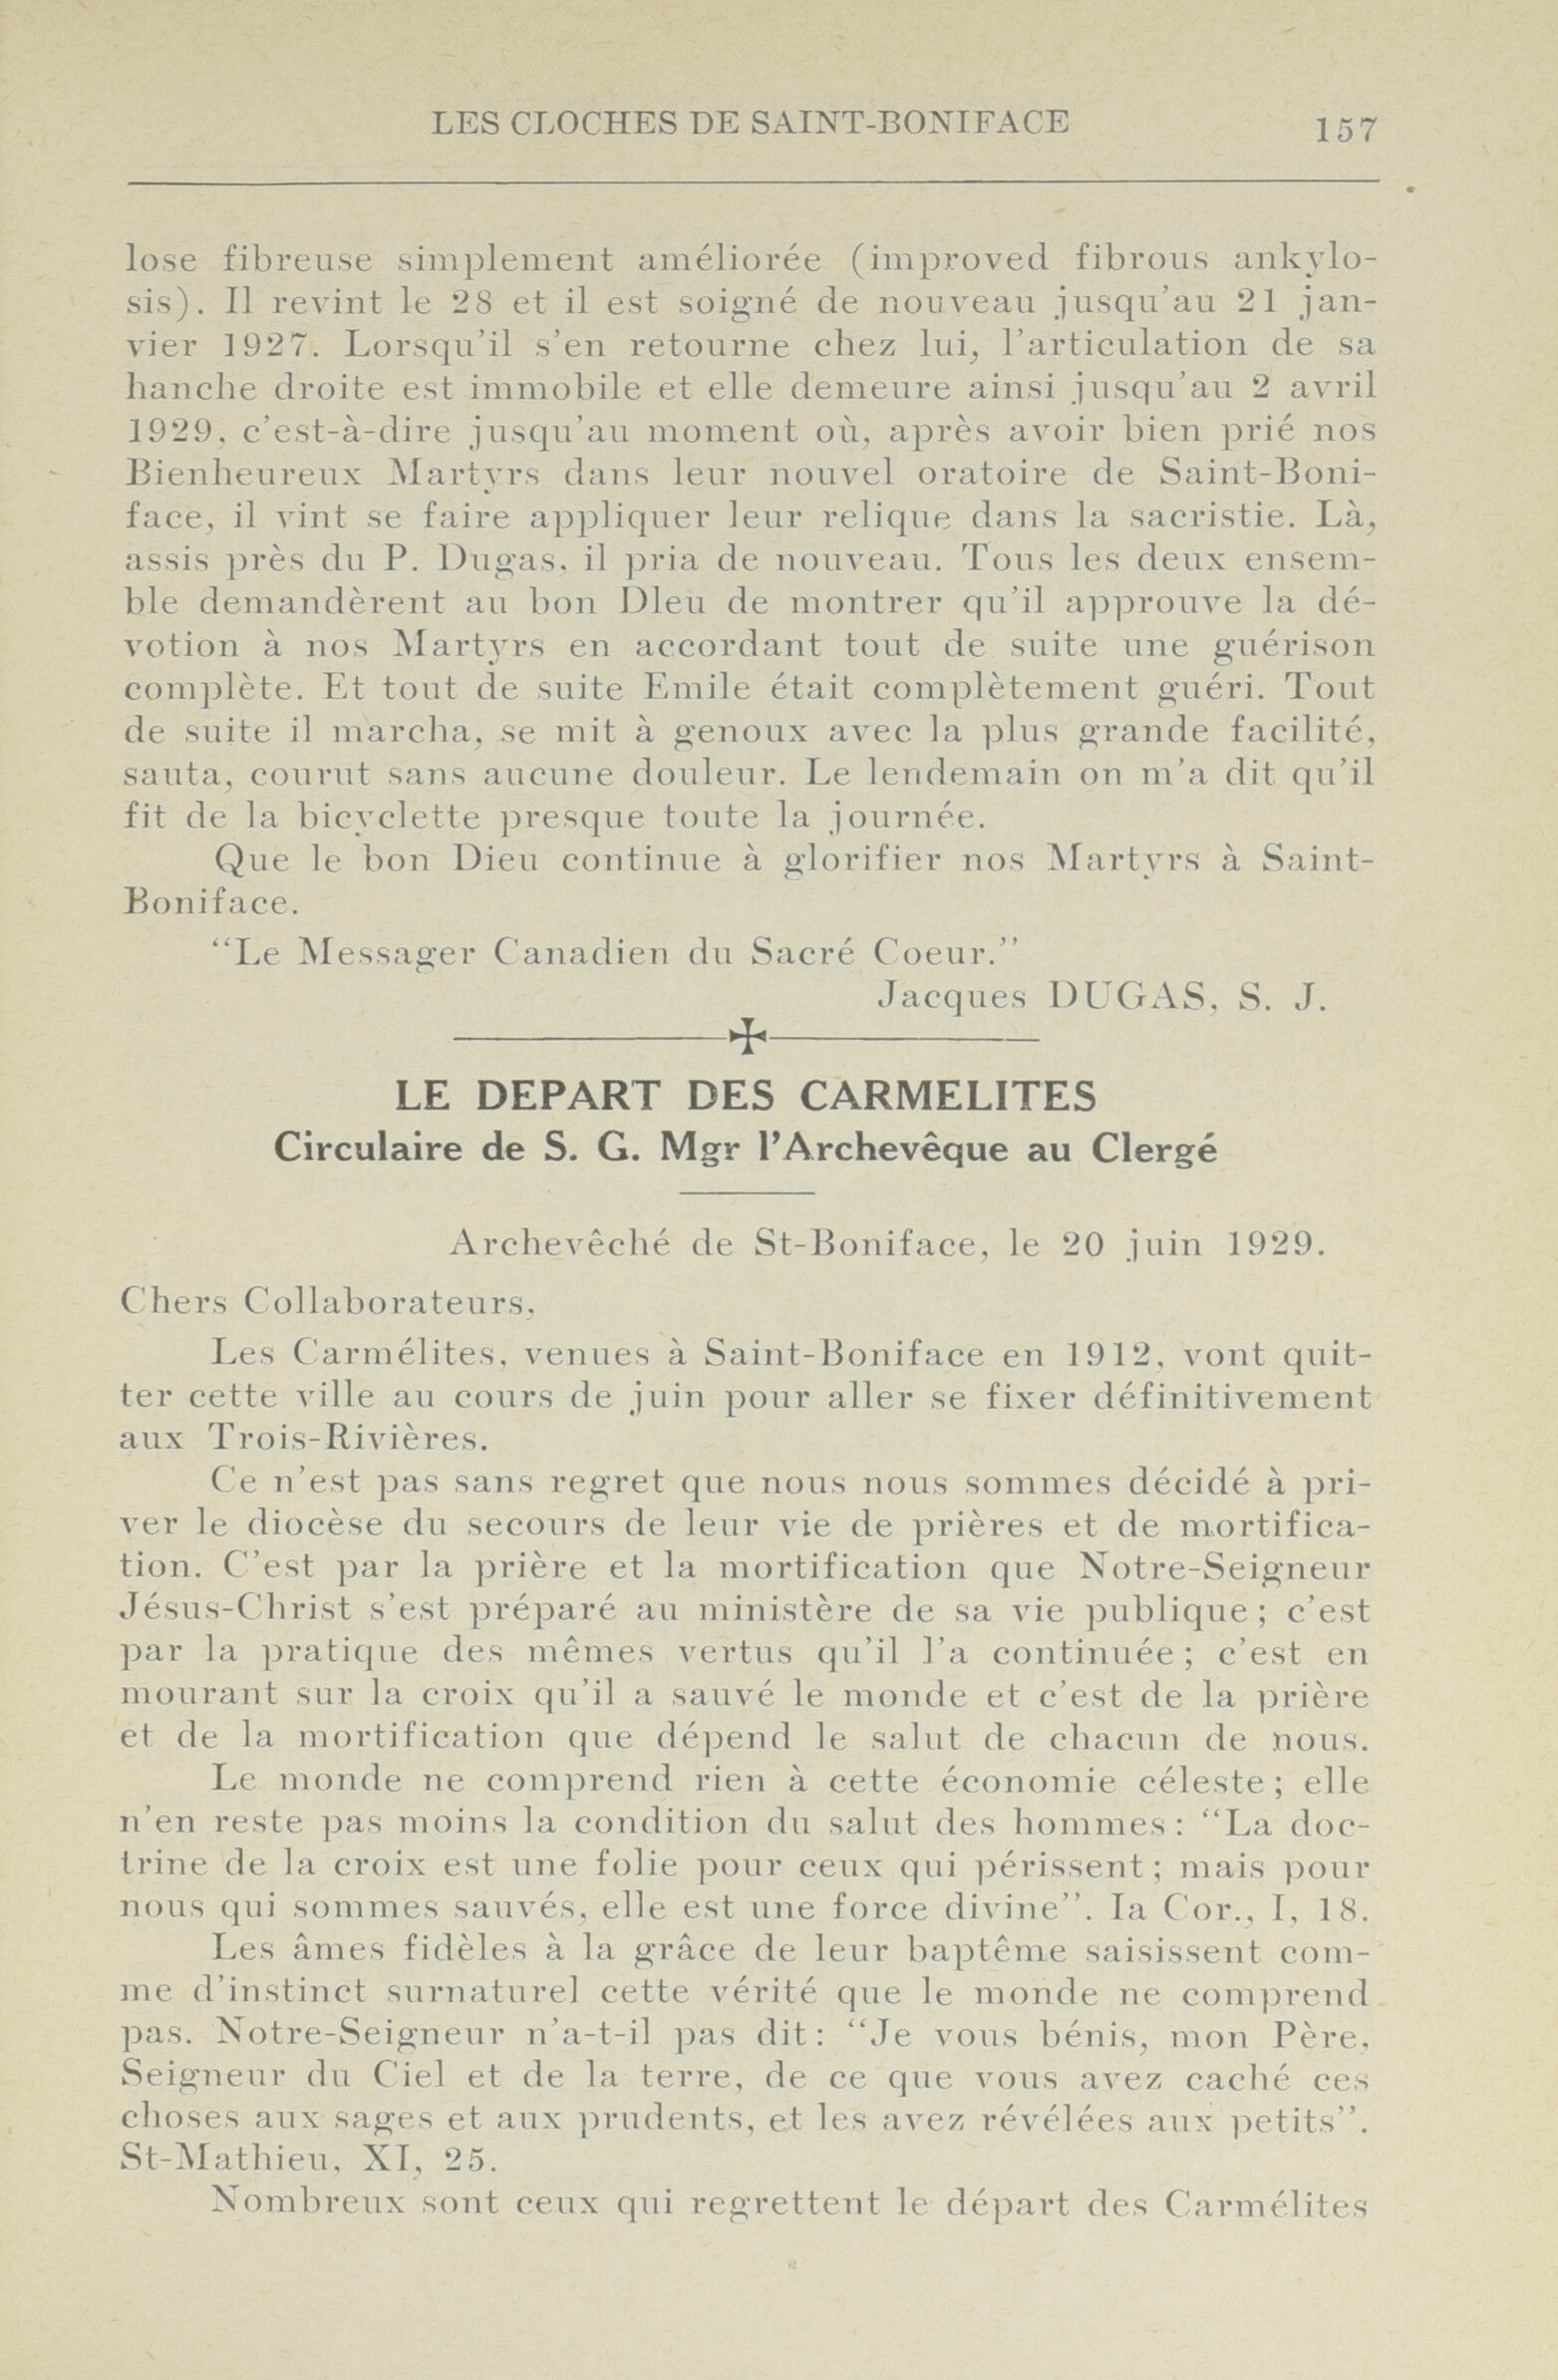 LES CLOCHES DE SAINT-BONIFACE 157
lose fibreuse simplement améliorée (improved fibrous ankylo-
sis). Il revint le 28 et il est soigné de nouveau jusqu'au 21 jan-
vier 1927. Lorsqu'il s'en retourne chez lui, l'articulation de sa
hanche droite est immobile et elle demeure ainsi jusqu'au 2 avril
1929, c'est-à-dire jusqu'au moment où, après avoir bien prié nos
Bienheureux Martyrs dans leur nouvel oratoire de Saint-Boni-
face, il vint se faire appliquer leur relique dans la sacristie. Là,
assis près du P. Dugas, il pria de nouveau. Tous les deux ensem-
ble demandèrent au bon Dleu de montrer qu'il approuve la dé-
votion à nos Martyrs en accordant tout de suite une guérison
complète. Et tout de suite Emile était complètement guéri. Tout
de suite il marcha, se mit à genoux avec la plus grande facilité,
sauta, courut sans aucune douleur. Le lendemain on m'a dit qu'il
fit de la bicyclette presque toute la journée.
Que le bon Dieu continue à glorifier nos Martyrs à Saint-
Boniface.
"Le Messager Canadien du Sacré Coeur."
Jacques DUGAS, S. J.
LE DEPART DES CARMELITES
Circulaire de S. G. Mgr l'Archevêque au Clergé
Archevêché de St-Boniface, le 20 juin 1929.
Chers Collaborateurs,
Les Carmélites, venues à Saint-Boniface en 1912, vont quit-
ter cette ville au cours de juin pour aller se fixer définitivement
aux Trois-Rivières.
Ce n'est pas sans regret que nous nous sommes décidé à pri-
ver le diocèse du secours de leur vie de prières et de mortifica-
tion. C'est par la prière et la mortification que Notre-Seigneur
Jésus-Christ s'est préparé au ministère de sa vie publique; c'est
par la pratique des mêmes vertus qu'il l'a continuée; c'est en
mourant sur la croix qu'il a sauvé le monde et c'est de la prière
et de la mortification que dépend le salut de chacun de nous.
Le monde ne comprend rien à cette économie céleste; elle
n'en reste pas moins la condition du salut des hommes: "La doc-
trine de la croix est une folie pour ceux qui périssent; mais pour
nous qui sommes sauvés, elle est une force divine". Ia Cor., I, 18.
Les âmes fidèles à la grâce de leur baptême saisissent com-
me d'instinct surnaturel cette vérité que le monde ne comprend
pas. Notre-Seigneur n'a-t-il pas dit: "Je vous bénis, mon Père,
Seigneur du Ciel et de la terre, de ce que vous avez caché ces
choses aux sages et aux prudents, et les avez révélées aux petits".
St-Mathieu, XI, 25.
Nombreux sont ceux qui regrettent le départ des Carmélites